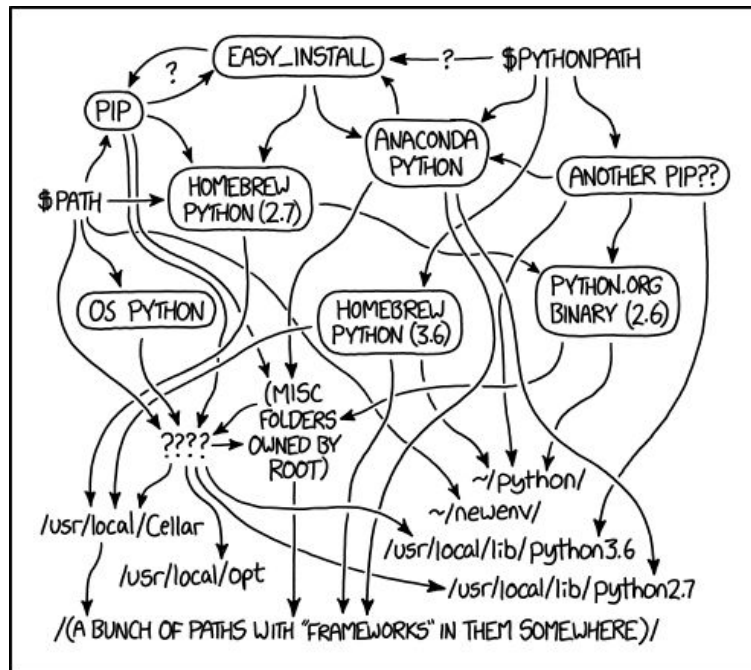 EASY_INSTALL
?
$PYTHONPATH
?
PIP
ANACONDA
PYTHON
ANOTHER PIP??
HOMEBREW
PYTHON (2.7)
$PATH
OS PYTHON
HOMEBREW
PYTHON (3.6)
PYTHON.ORG
BINARY (2.6)
(MISC
FOLDERS
OWNED BY
ROOT)
????
~/python/
~/newenv/
/usr/local/Cellar
/usr/local/lib/python3.6
/usr/local/opt
/usr/local/lib/python2.7
/(A BUNCH OF PATHS WITH "FRAMEWORKS" IN THEM SOMEWHERE)/